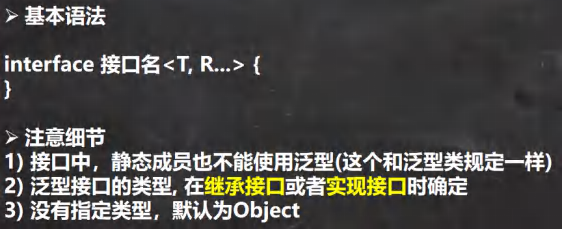 ➢ 基本语法
interface 接口名<T, R...> {
}
➢ 注意细节
1) 接口中，静态成员也不能使用泛型(这个和泛型类规定一样)
2) 泛型接口的类型, 在继承接口或者实现接口时确定
3) 没有指定类型，默认为Object